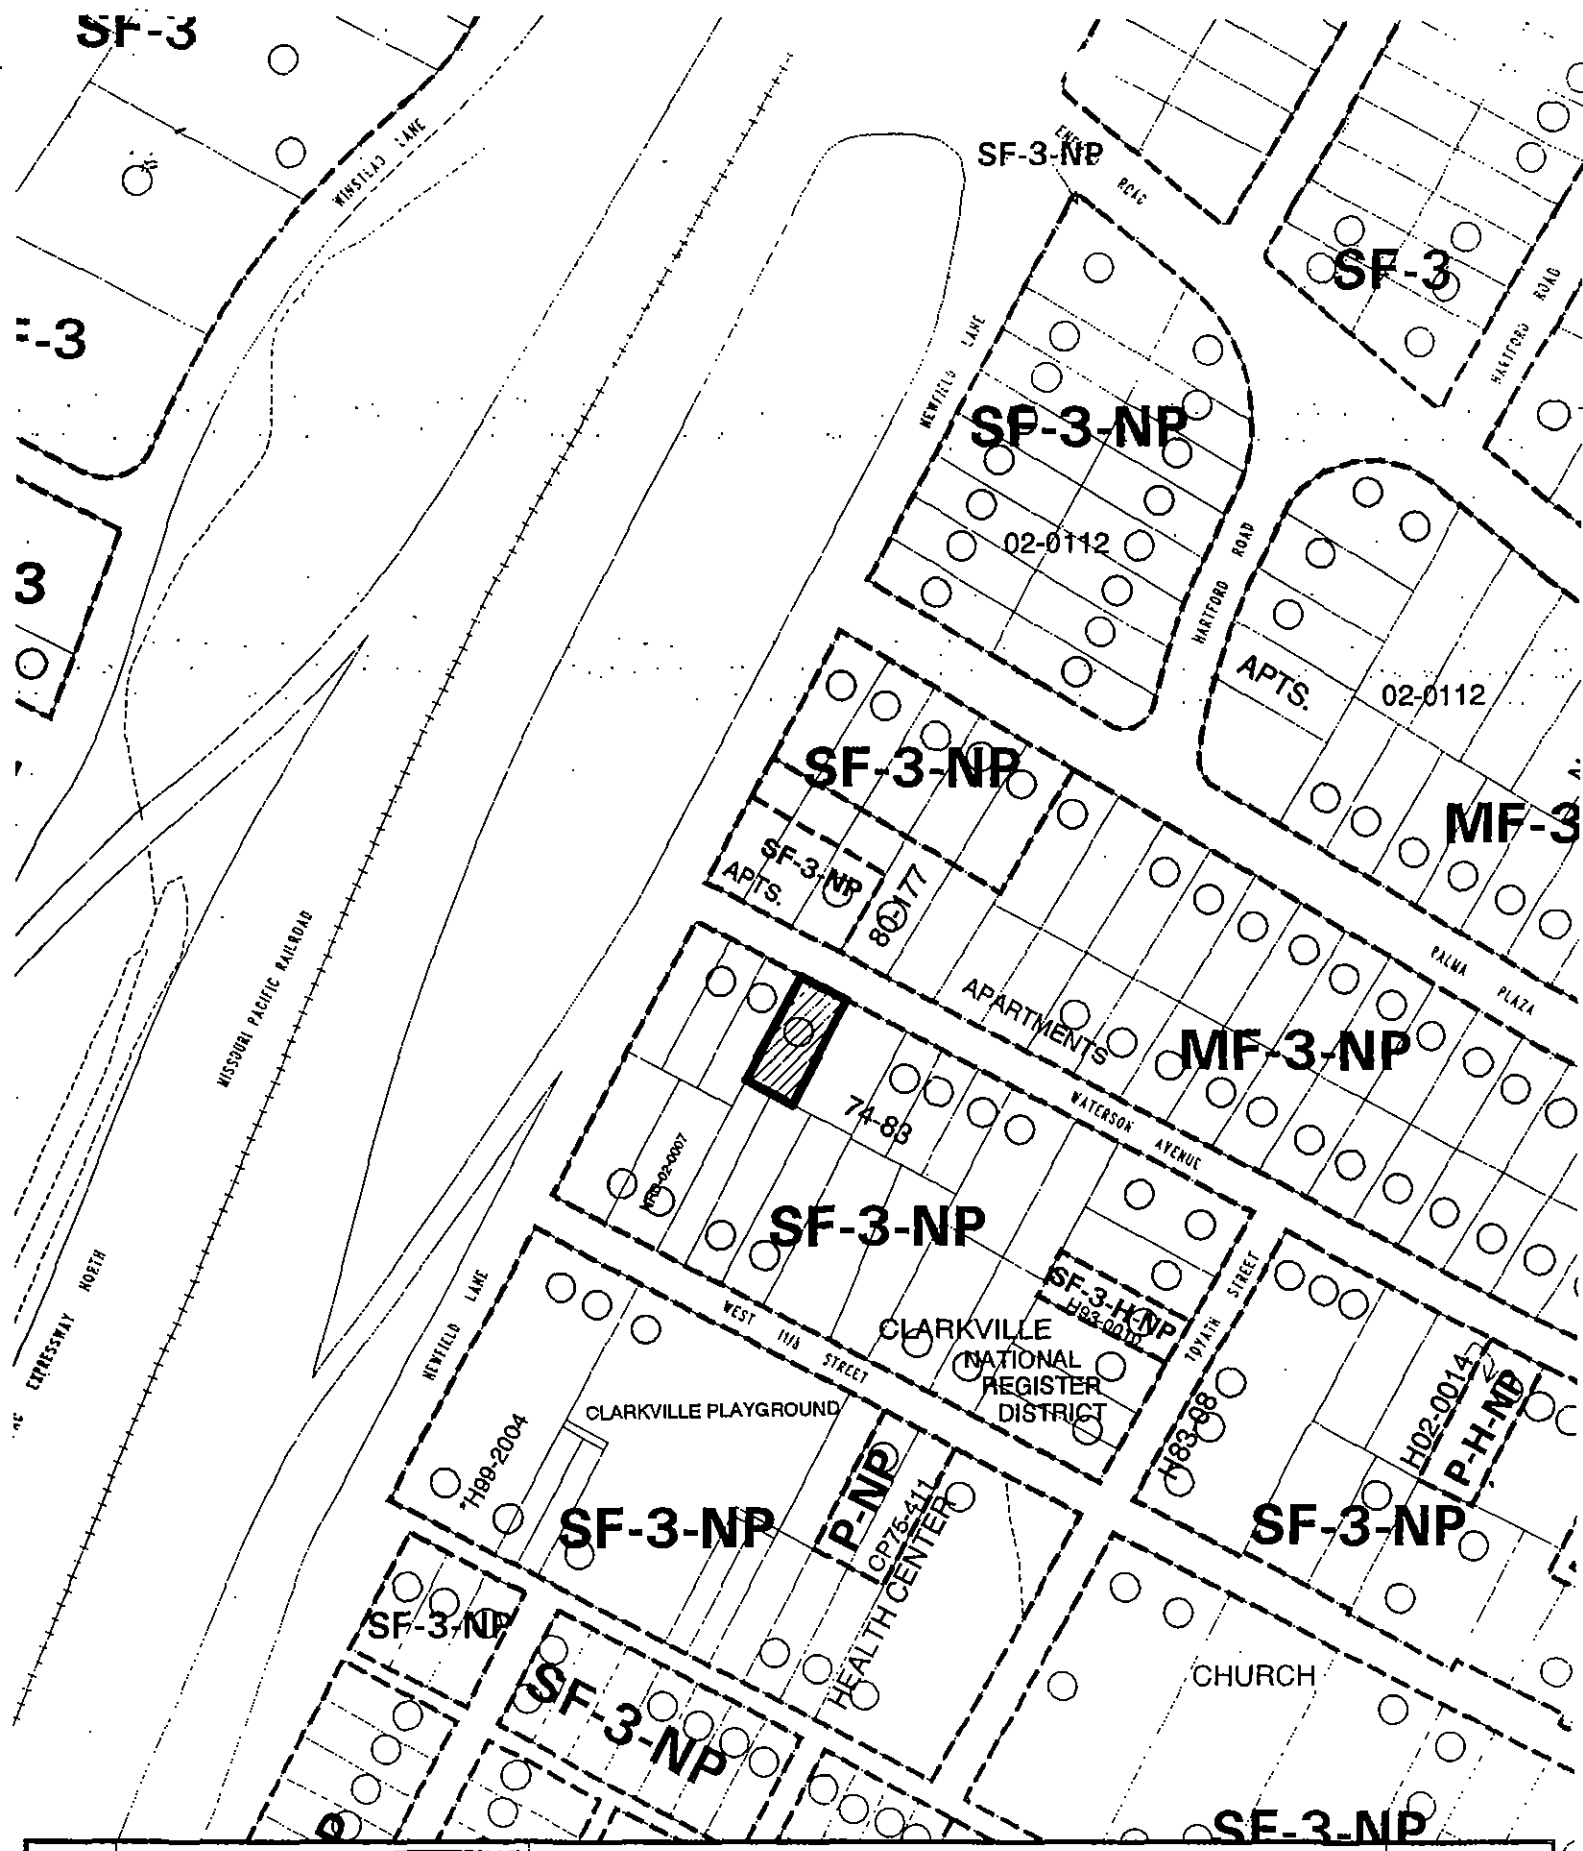 SF-3
WINSTEAD LANE
SF-3-NP
ROAD
SF-3
HARTFORD ROAD
F-3
NEWFIELD LANE
SF-3-NP
02-0112
HARTFORD ROAD
3
APTS.
02-0112
SF-3-NP
MF-3
SF-3-NP
APTS.
80-177
PALMA PLAZA
MISSOURI PACIFIC RAILROAD
APARTMENTS
MF-3-NP
74-83
WATERSON AVENUE
SF-3-NP
EXPRESSWAY NORTH
NEWFIELD LANE
WEST 11th STREET
SF-3-H-NP
TOYATH STREET
CLARKVILLE
NATIONAL
REGISTER
DISTRICT
CLARKVILLE PLAYGROUND
H83-08
H02-0014
P-H-NP
*H99-2004
SF-3-NP
P-NP
CP75-411
HEALTH CENTER
SF-3-NP
SF-3-NP
SF-3-NP
CHURCH
SF-3-NP